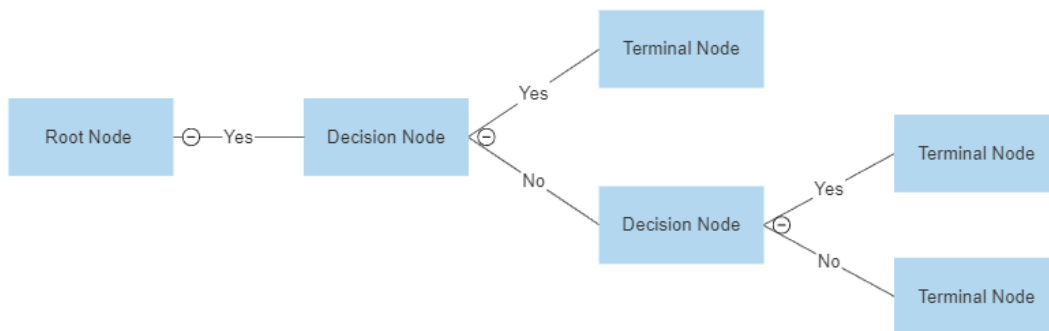 Root Node
Yes
Decision Node
Yes
Terminal Node
No
Decision Node
Yes
Terminal Node
No
Terminal Node